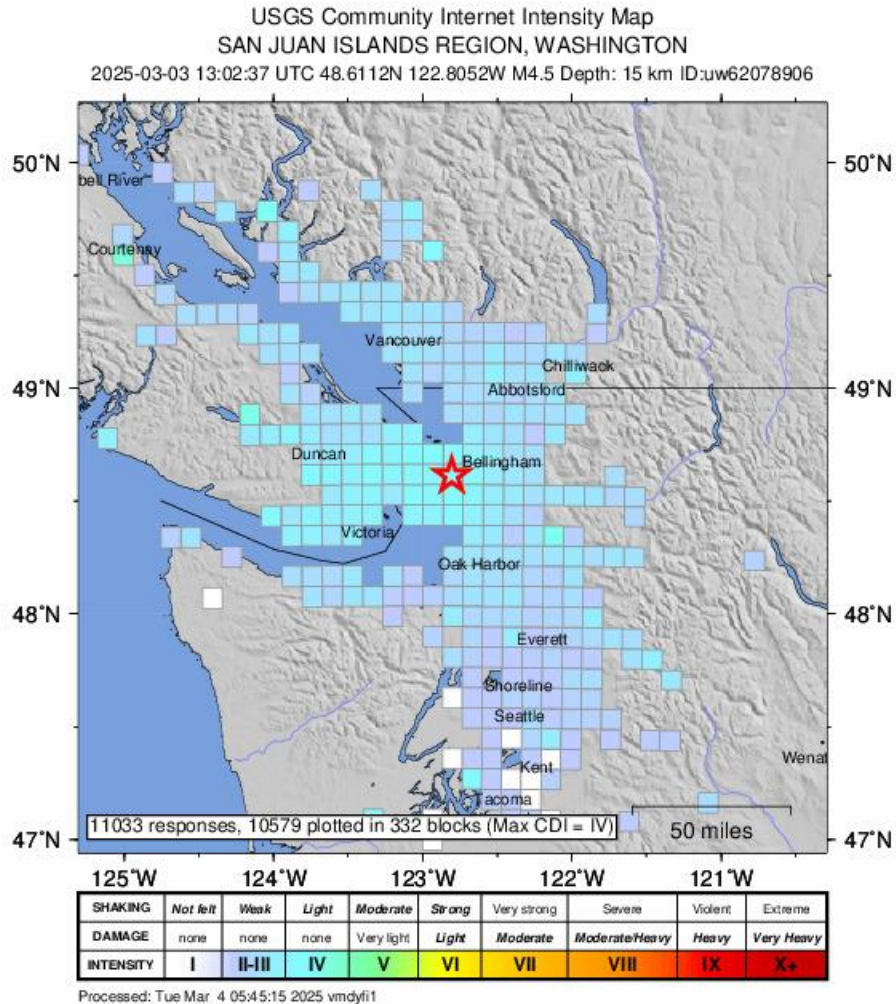 USGS Community Internet Intensity Map
SAN JUAN ISLANDS REGION, WASHINGTON
2025-03-03 13:02:37 UTC 48.6112N 122.8052W M4.5 Depth: 15 km ID:uw62078906
50°N 50°N
bell River
Courtenay
Vancouver
Chilliwack
49°N Abbotsford 49°N
Duncan Bellingham
Victoria
Oak Harbor
48°N 48°N
Everett
Shoreline
Seattle
Wenat
Kent
Tacoma
11033 responses, 10579 plotted in 332 blocks (Max CDI = IV)
50 miles
47°N 47°N
125°W 124°W 123°W 122°W 121°W
SHAKING Not felt Weak Light Moderate Strong Very strong Severe Violent Extreme
DAMAGE none none none Very light Light Moderate Moderate/Heavy Heavy Very Heavy
INTENSITY I II-III IV V VI VII VIII IX X+
Processed: Tue Mar 4 05:45:15 2025 vmdyfi1